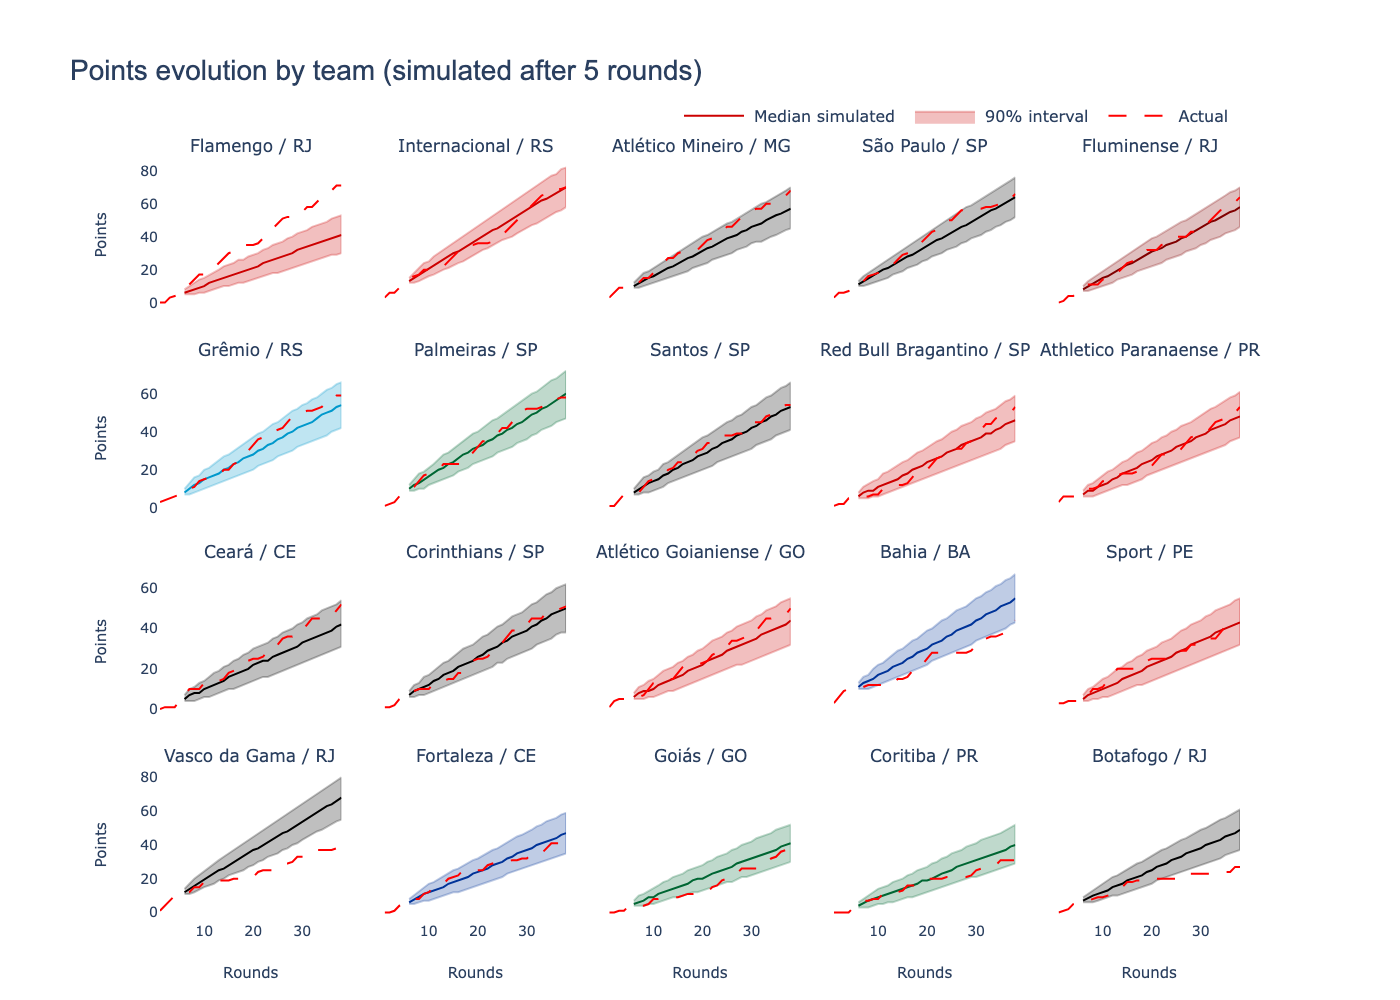 Points evolution by team (simulated after 5 rounds)
Median simulated 90% interval Actual
Flamengo / RJ Internacional / RS Atlético Mineiro / MG São Paulo / SP Fluminense / RJ
80
60
40
20
0
Points
Grêmio / RS Palmeiras / SP Santos / SP Red Bull Bragantino / SP Athletico Paranaense / PR
60
40
20
0
Points
Ceará / CE Corinthians / SP Atlético Goianiense / GO Bahia / BA Sport / PE
60
40
20
0
Points
Vasco da Gama / RJ Fortaleza / CE Goiás / GO Coritiba / PR Botafogo / RJ
80
60
40
20
0
Points
10 20 30 10 20 30 10 20 30 10 20 30 10 20 30
Rounds Rounds Rounds Rounds Rounds